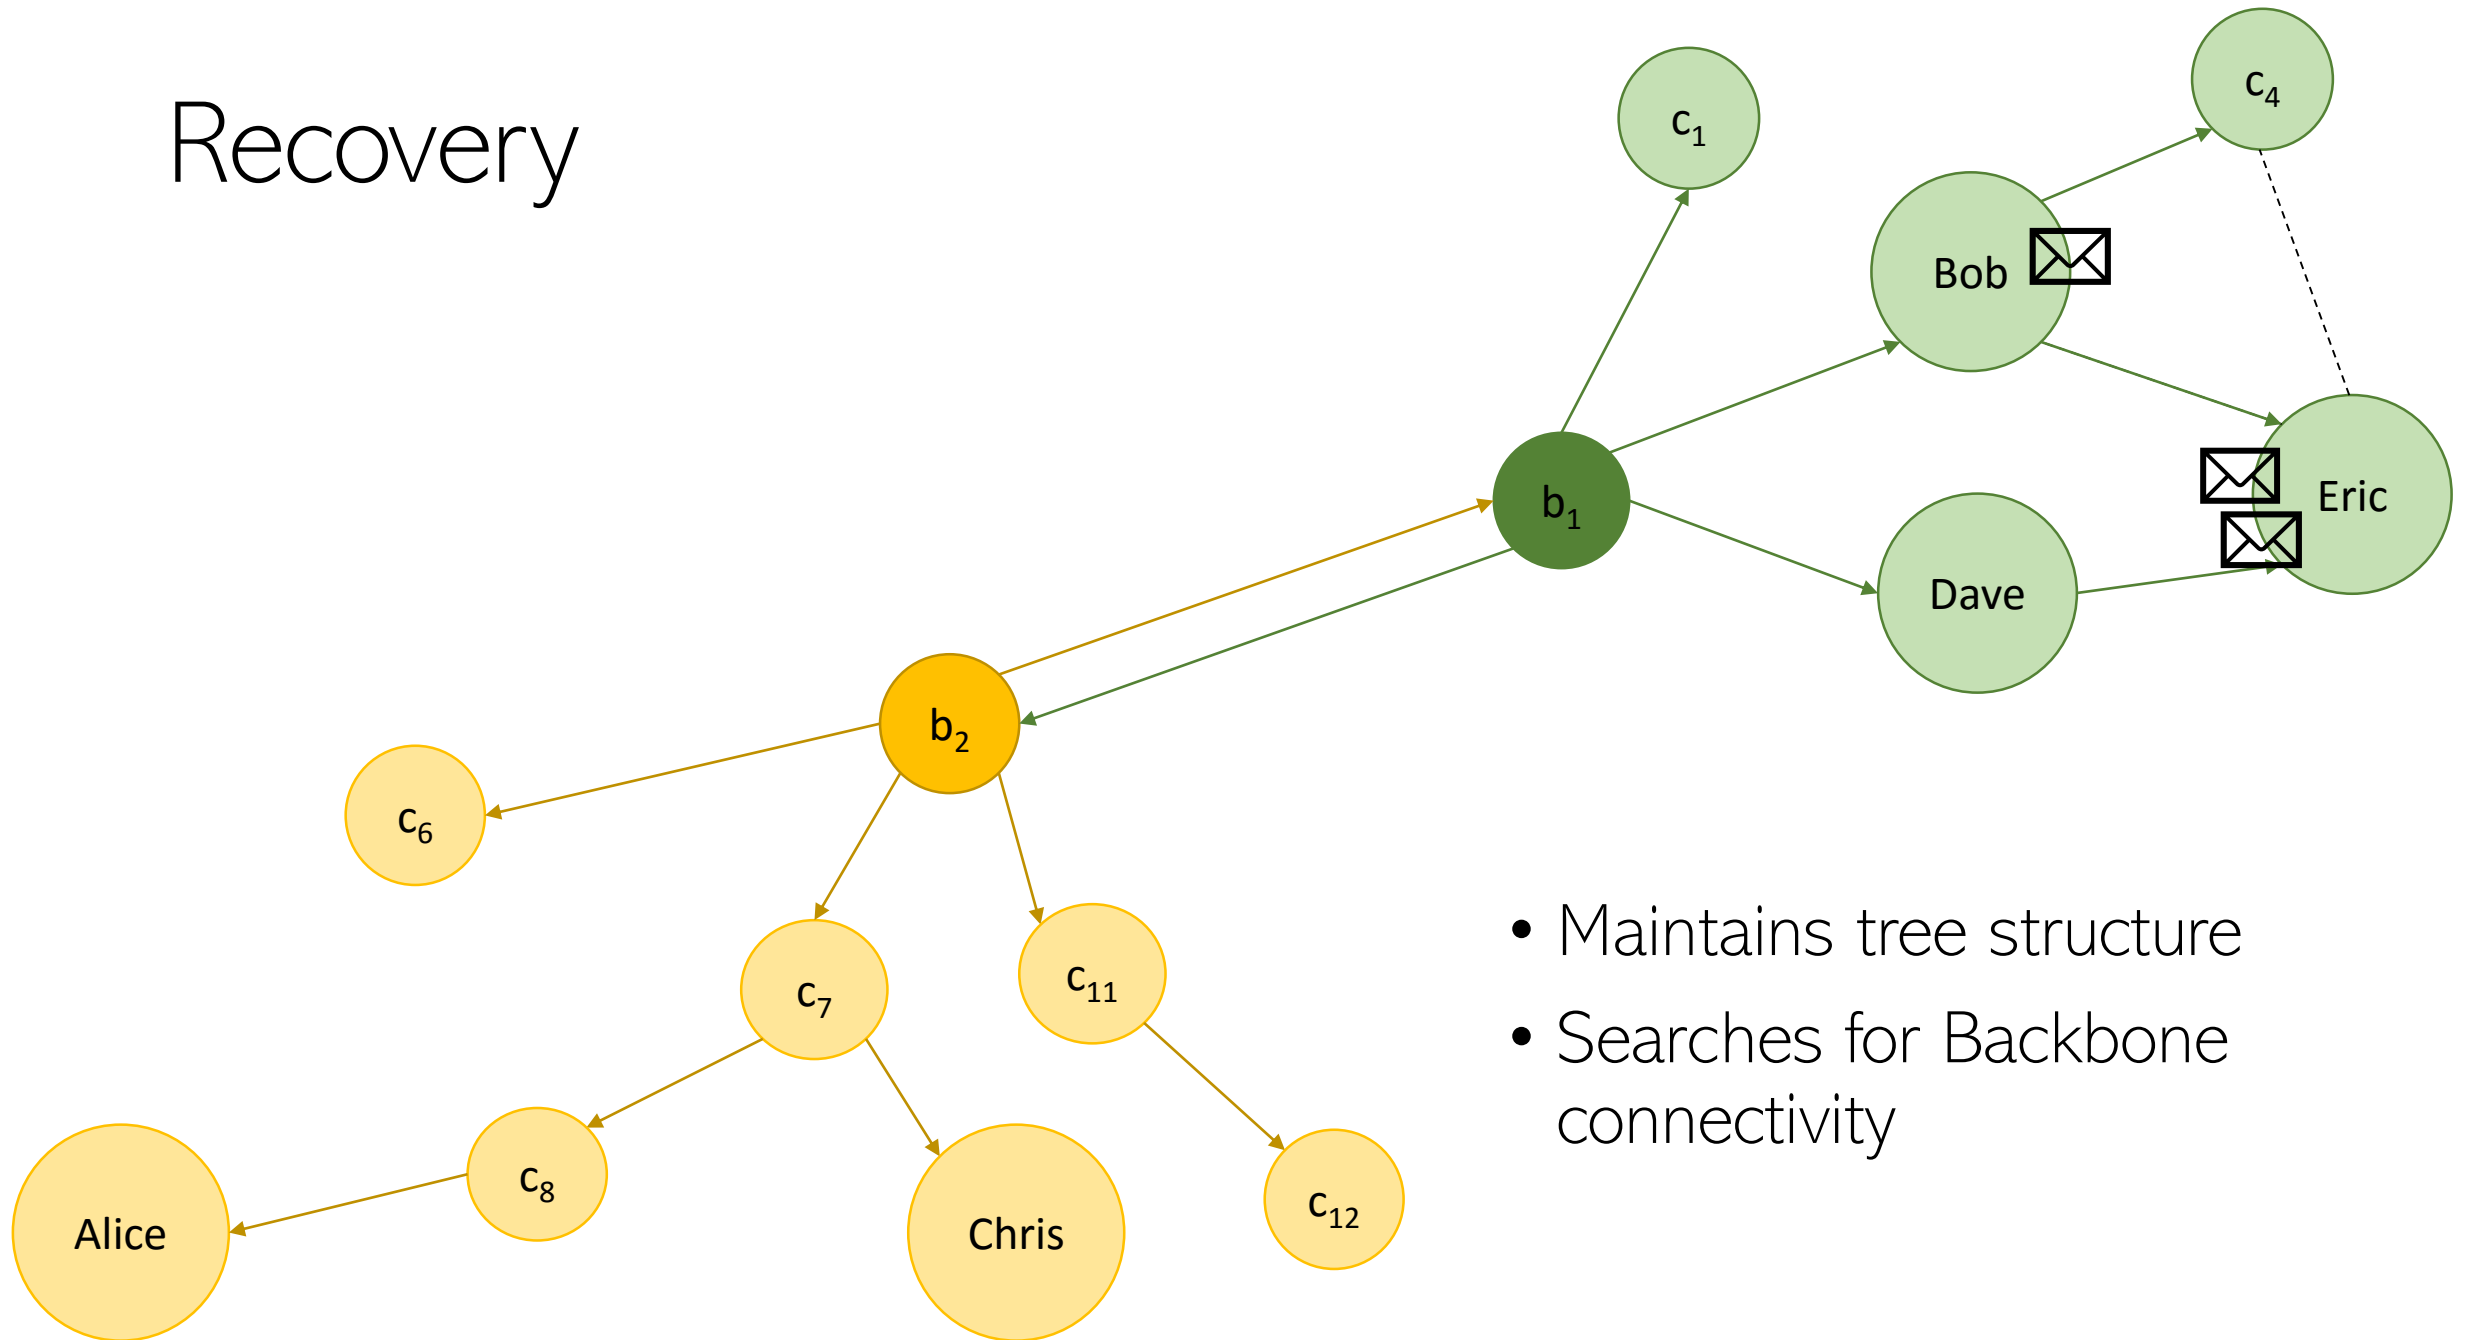 Recovery
c₁
c₄
Bob
b₁
Eric
Dave
b₂
c₆
c₇
c₁₁
c₈
c₁₂
Alice
Chris
• Maintains tree structure
• Searches for Backbone
connectivity